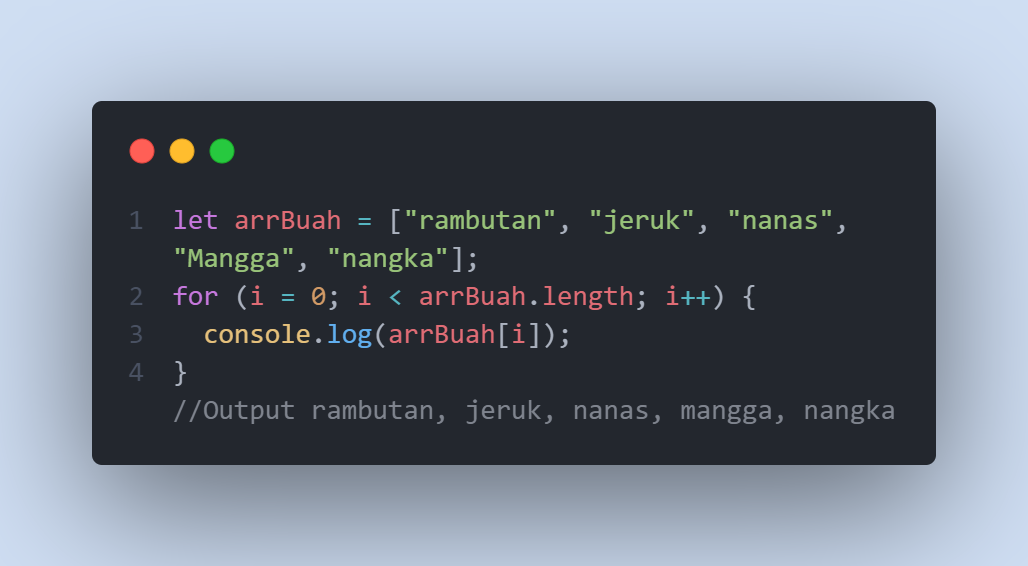 1 let arrBuah = ["rambutan", "jeruk", "nanas",
"Mangga", "nangka"];
2 for (i = 0; i < arrBuah.length; i++) {
3   console.log(arrBuah[i]);
4 }
//Output rambutan, jeruk, nanas, mangga, nangka